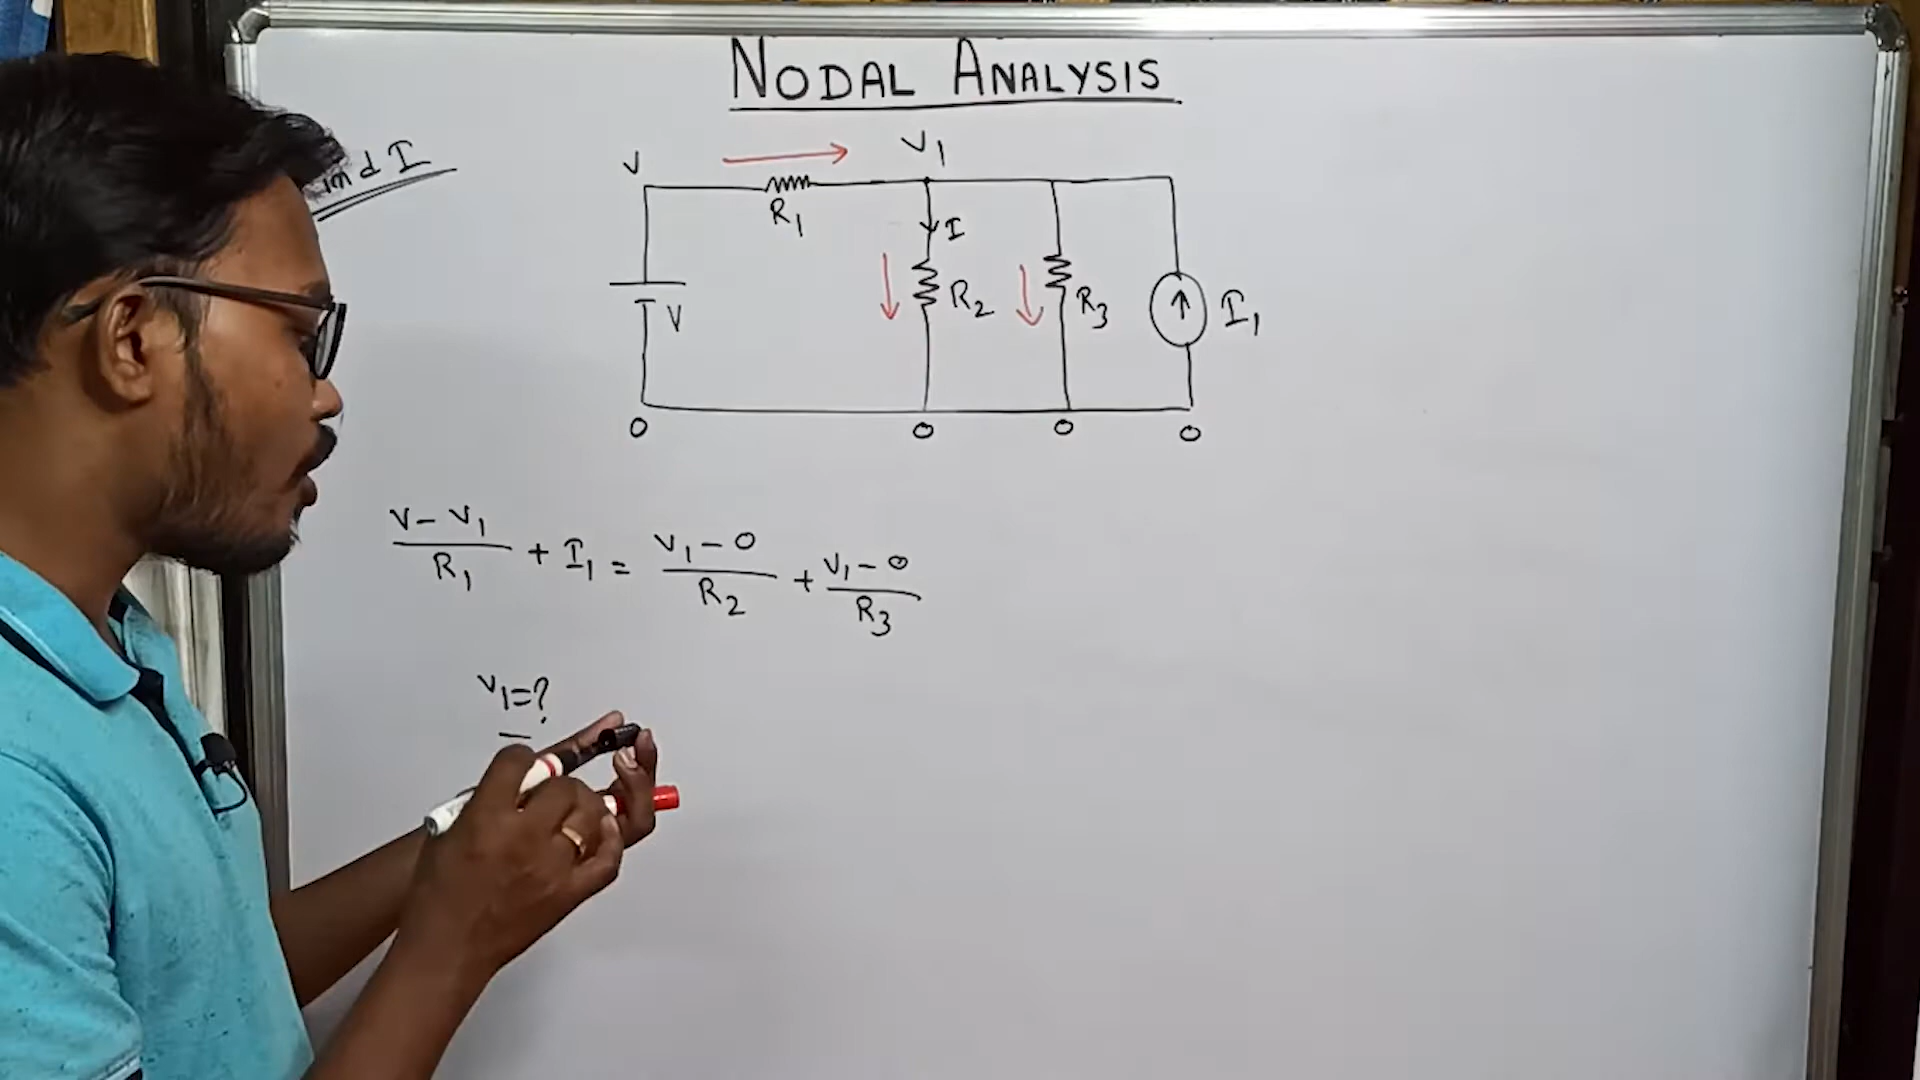 NODAL ANALYSIS
ind I
V
V1
R1
I
R2
R3
I1
V
0 0 0 0
V - V1 / R1 + I1 = V1 - 0 / R2 + V1 - 0 / R3
V1 = ?